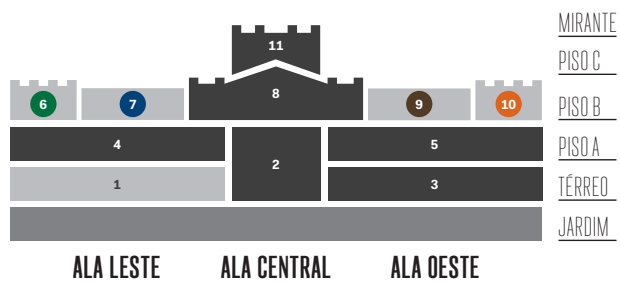 MIRANTE
11
PISO C
6
7
8
9
10
PISO B
4
5
PISO A
2
1
3
TÉRREO
JARDIM
ALA LESTE
ALA CENTRAL
ALA OESTE